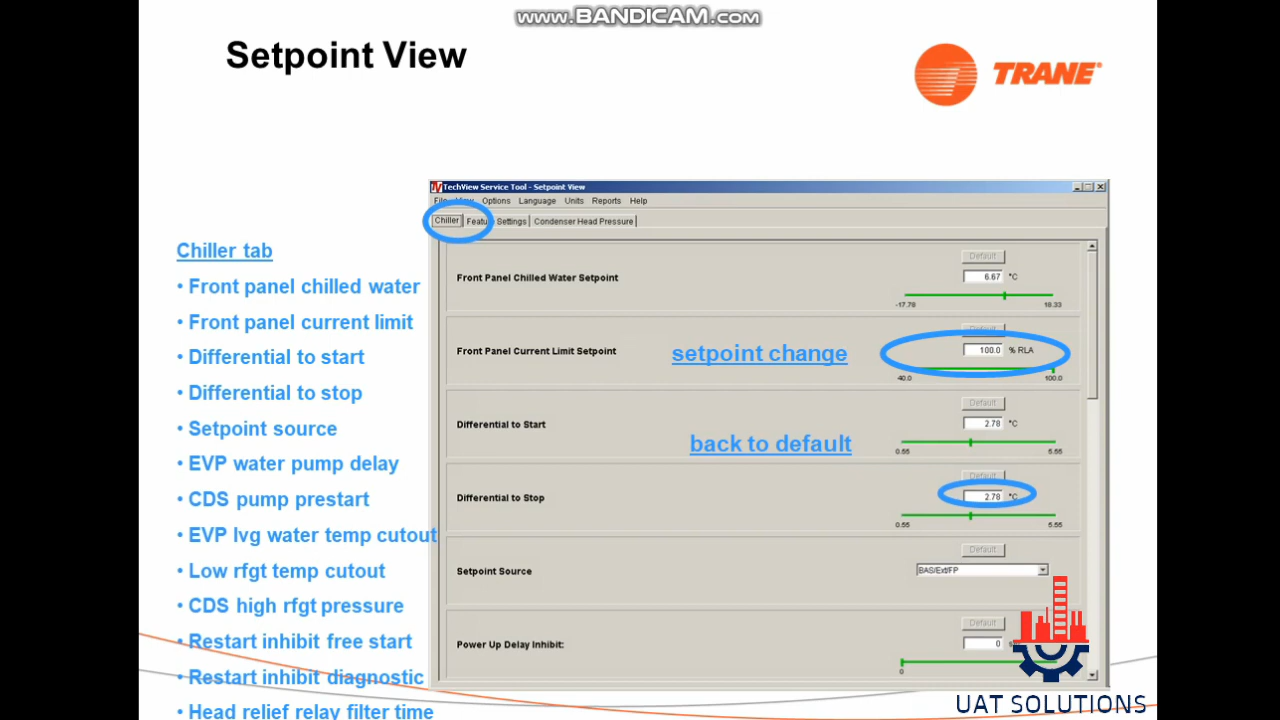 www.BANDICAM.com
Setpoint View
TRANE
TechView Service Tool - Setpoint View
File View Options Language Units Reports Help
Chiller Settings Condenser Head Pressure
Chiller tab
• Front panel chilled water
• Front panel current limit
• Differential to start
• Differential to stop
• Setpoint source
• EVP water pump delay
• CDS pump prestart
• EVP lvg water temp cutout
• Low rfgt temp cutout
• CDS high rfgt pressure
• Restart inhibit free start
• Restart inhibit diagnostic
• Head relief relay filter time
Default
Front Panel Chilled Water Setpoint 6.67 °C
-17.78 18.33
Default
Front Panel Current Limit Setpoint setpoint change 100.0 % RLA
40.0 100.0
Default
Differential to Start 2.78 °C
back to default
0.55 5.55
Default
Differential to Stop 2.78 °C
0.55 5.55
Default
Setpoint Source BAS/Ext/FP
Default
Power Up Delay Inhibit: 0
0
UAT SOLUTIONS